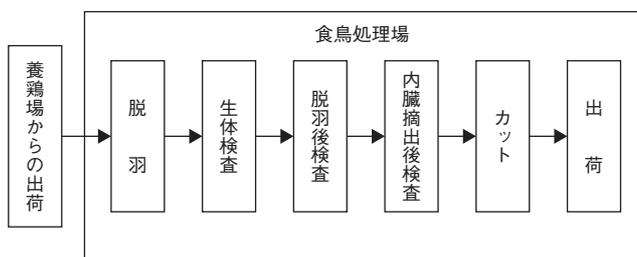 食鳥処理場
養鶏場からの出荷
脱羽
生体検査
脱羽後検査
内臓摘出後検査
カット
出荷